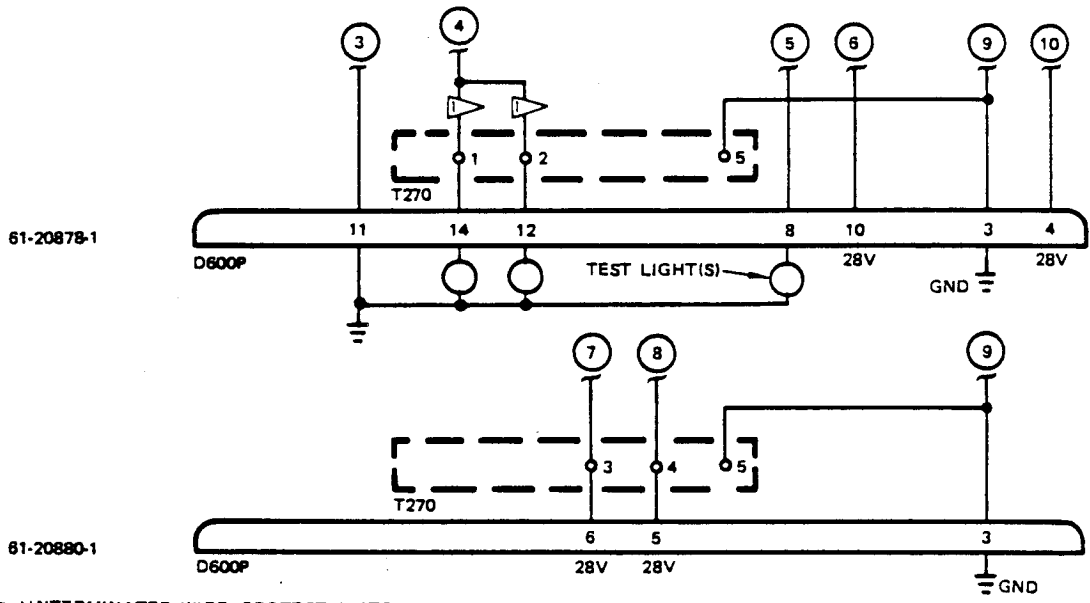 3 4 5 6 9 10
1 1
1 2 5
T270
61-20878-1
11 14 12 8 10 3 4
D600P 28V 28V
TEST LIGHT(S)
GND
7 8 9
3 4 5
T270
61-20880-1
6 5 3
D600P 28V 28V
GND